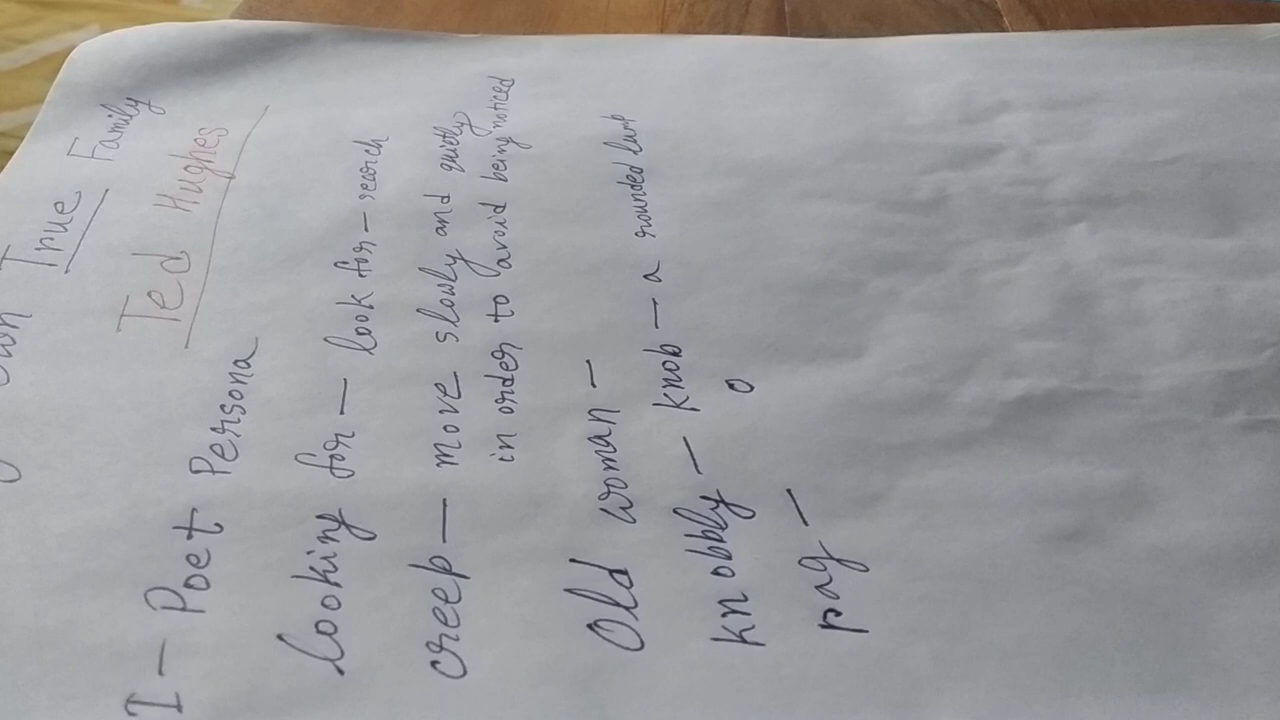 True Family
Ted Hughes
I - Poet Persona
looking for - look for - search
creep - move slowly and quietly
in order to avoid being noticed
Old woman -
knobbly - knob - a rounded lump
o
pag -